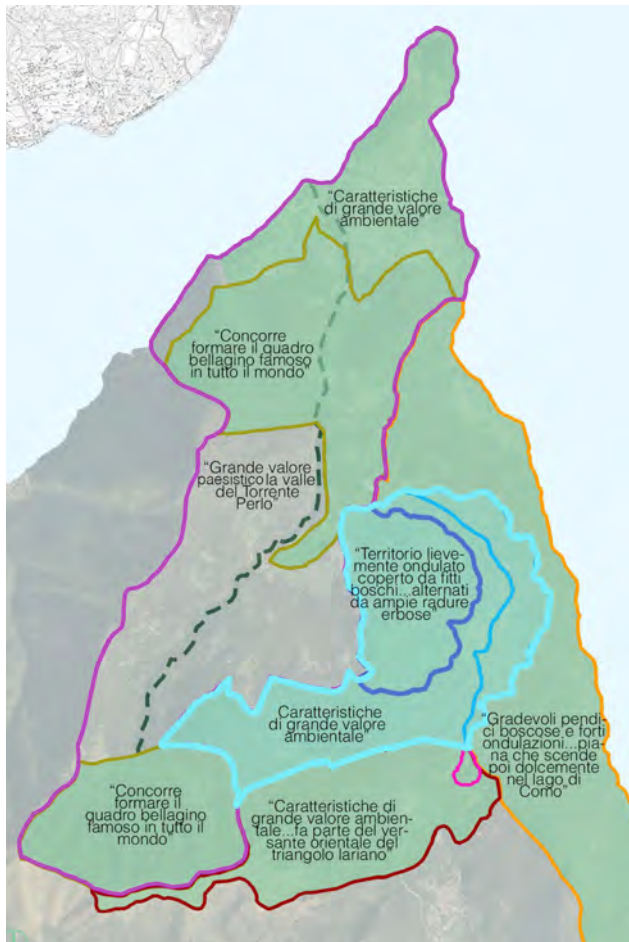 “Caratteristiche
di grande valore
ambientale”
“Concorre
formare il quadro
bellagino famoso
in tutto il mondo”
“Grande valore
paesistico la valle
del Torrente
Perlo”
“Territorio lieve-
mente ondulato
coperto da fitti
boschi...alternati
da ampie radure
erbose”
Caratteristiche
di grande valore
ambientale”
“Gradevoli pendi-
ci boscose e forti
ondulazioni...pia-
na che scende
poi dolcemente
nel lago di
Como”
“Concorre
formare il
quadro bellagino
famoso in tutto il
mondo”
“Caratteristiche di
grande valore ambien-
tale...fa parte del ver-
sante orientale del
triangolo lariano”